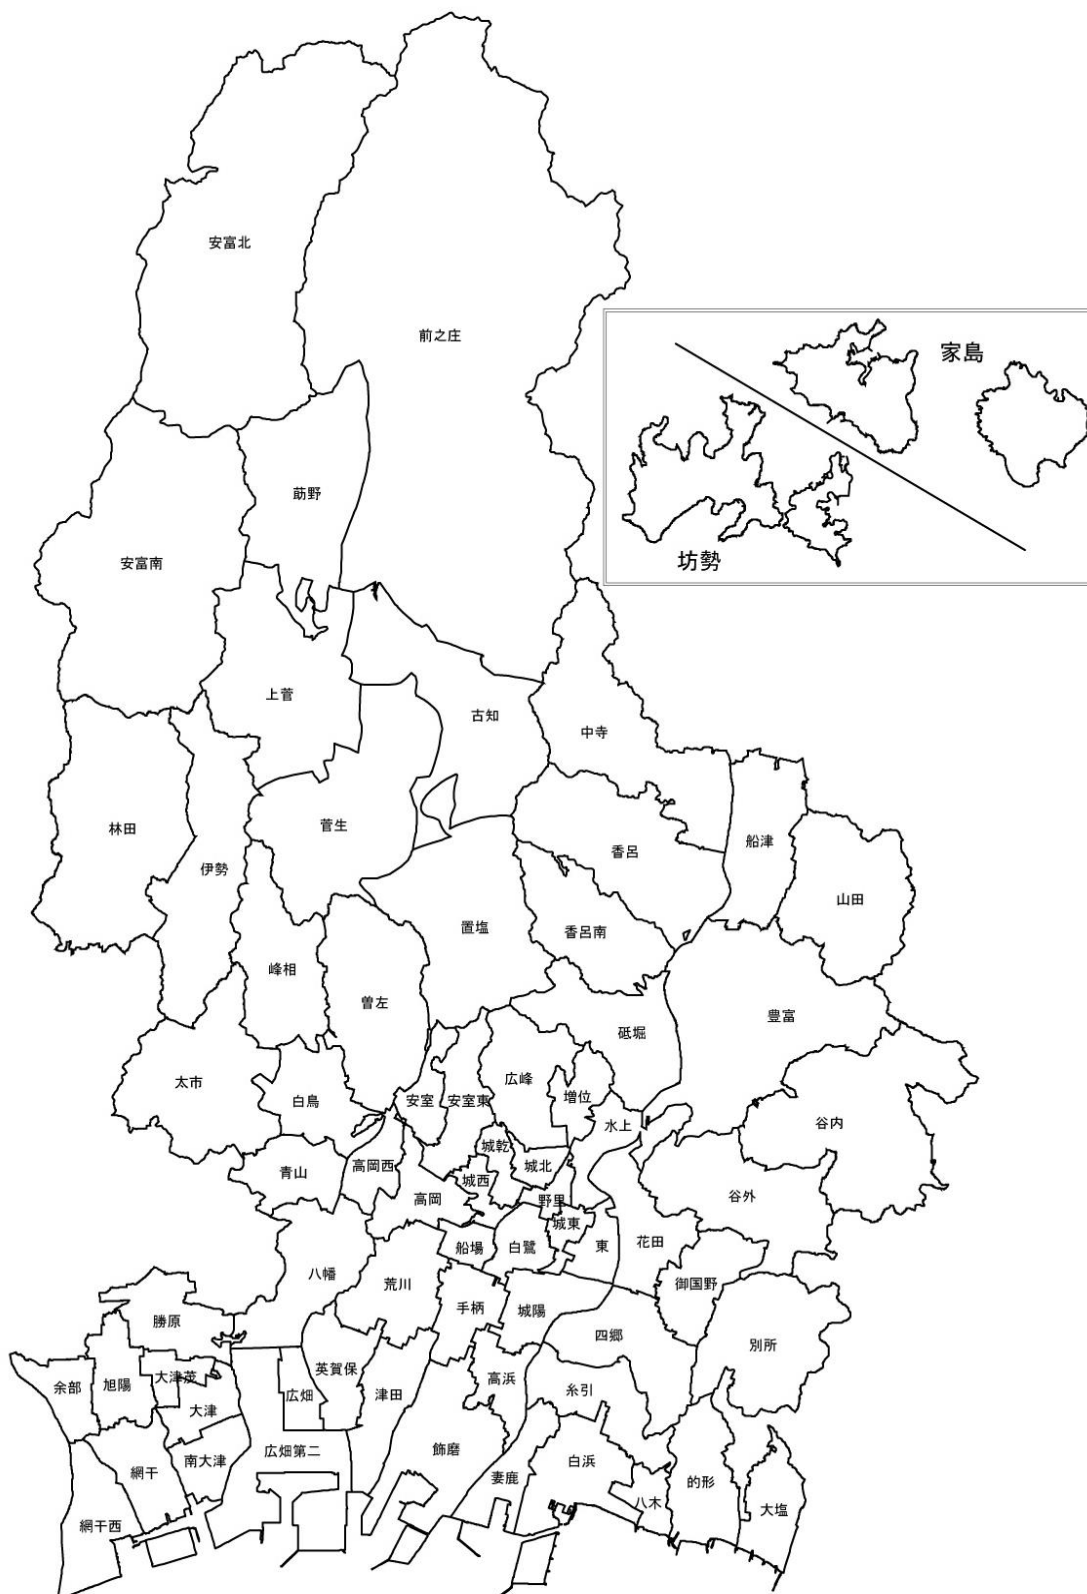 安富北
前之庄
家島
莇野
安富南
坊勢
上菅
古知
中寺
林田
菅生
船津
香呂
伊勢
山田
置塩
香呂南
峰相
曽左
豊富
砥堀
太市
広峰
増位
白鳥
安室
安室東
水上
谷内
城乾
城北
高岡西
青山
城西
高岡
野里
谷外
城東
船場
白鷺
東
花田
八幡
荒川
御国野
手柄
城陽
勝原
四郷
別所
英賀保
大津茂
余部
旭陽
広畑
津田
高浜
糸引
大津
広畑第二
飾磨
南大津
網干
妻鹿
白浜
的形
八木
大塩
網干西